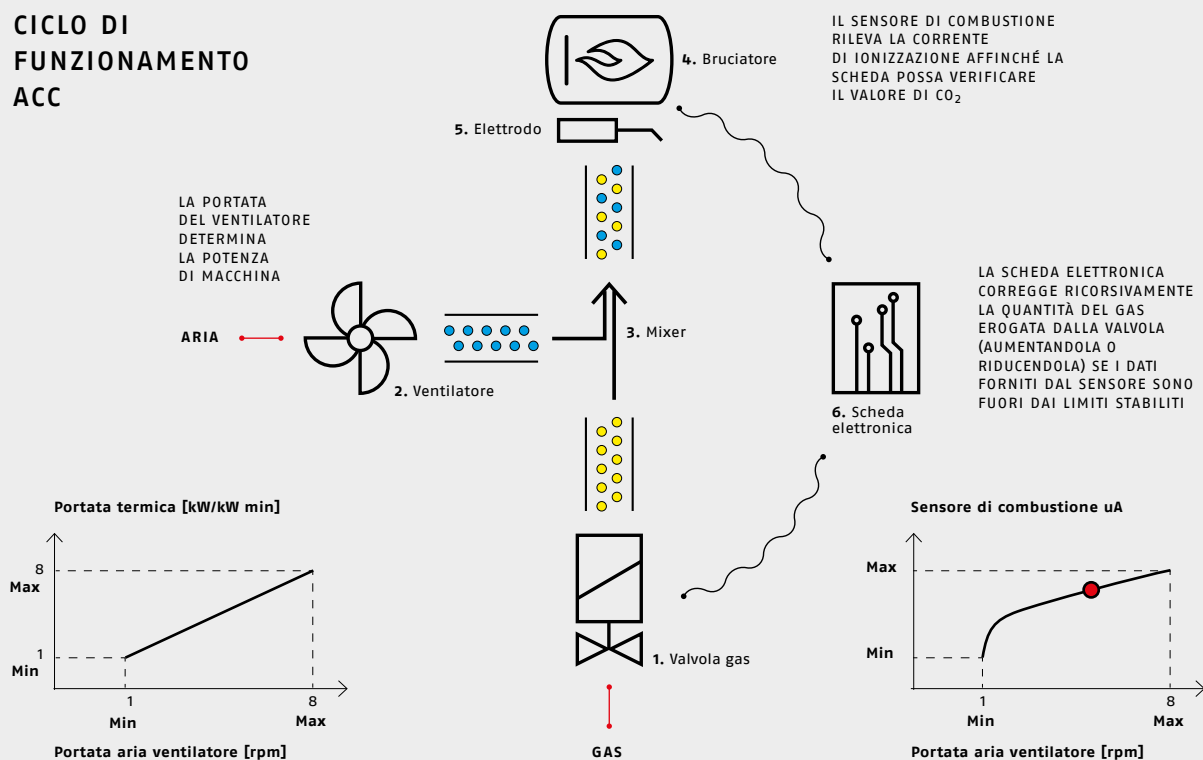 CICLO DI
FUNZIONAMENTO
ACC
IL SENSORE DI COMBUSTIONE
RILEVA LA CORRENTE
DI IONIZZAZIONE AFFINCHÉ LA
SCHEDA POSSA VERIFICARE
IL VALORE DI CO₂
4. Bruciatore
5. Elettrodo
LA PORTATA
DEL VENTILATORE
DETERMINA
LA POTENZA
DI MACCHINA
ARIA
2. Ventilatore
3. Mixer
LA SCHEDA ELETTRONICA
CORREGGE RICORSIVAMENTE
LA QUANTITÀ DEL GAS
EROGATA DALLA VALVOLA
(AUMENTANDOLA O
RIDUCENDOLA) SE I DATI
FORNITI DAL SENSORE SONO
FUORI DAI LIMITI STABILITI
6. Scheda
elettronica
Portata termica [kW/kW min]
8
Max
1
Min
1
Min
8
Max
Portata aria ventilatore [rpm]
1. Valvola gas
GAS
Sensore di combustione uA
Max
Min
1
Min
8
Max
Portata aria ventilatore [rpm]